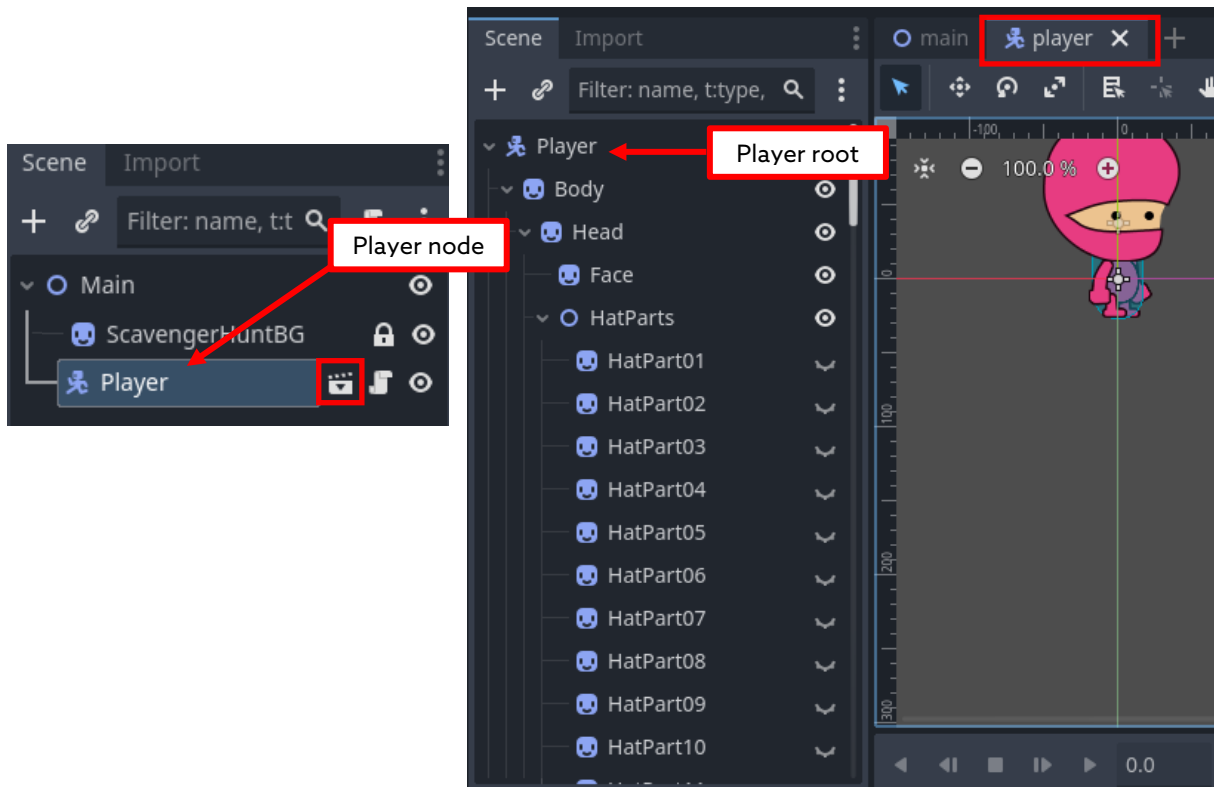 Scene Import
Filter: name, t:t
Player node
Main
ScavengerHuntBG
Player
Scene Import
Filter: name, t:type,
Player
Player root
Body
Head
Face
HatParts
HatPart01
HatPart02
HatPart03
HatPart04
HatPart05
HatPart06
HatPart07
HatPart08
HatPart09
HatPart10
main player
-100 0
100.0 %
0
100
200
300
0.0